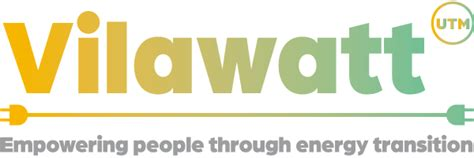 Vilawatt UTM
Empowering people through energy transition